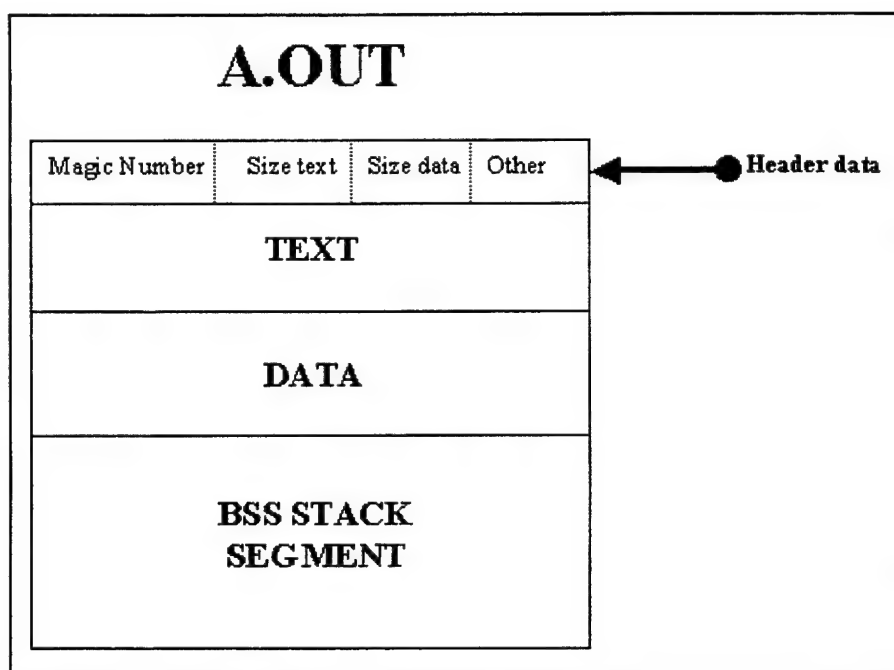 A.OUT
Magic Number Size text Size data Other
Header data
TEXT
DATA
BSS STACK
SEGMENT